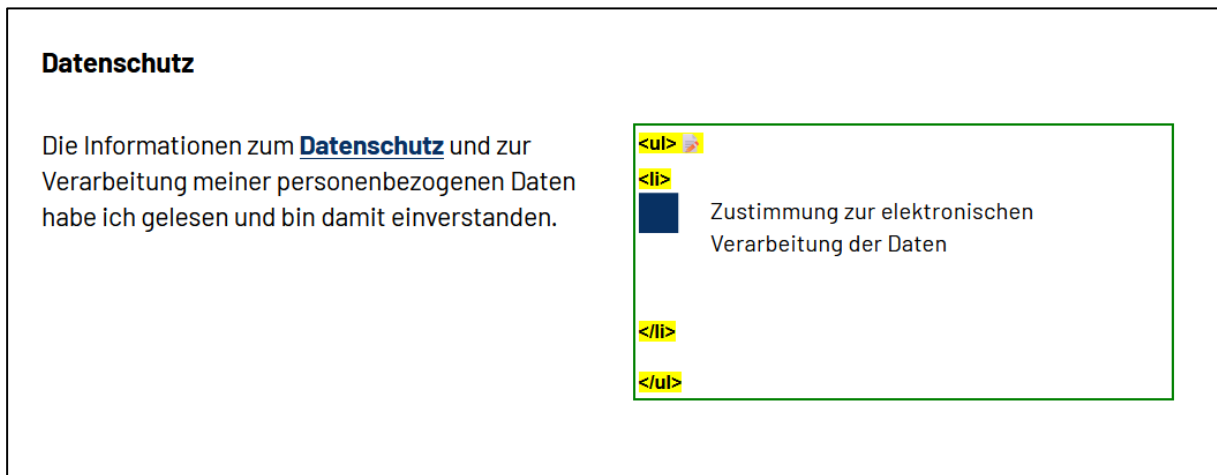 Datenschutz
Die Informationen zum Datenschutz und zur
Verarbeitung meiner personenbezogenen Daten
habe ich gelesen und bin damit einverstanden.
<ul>
<li>
Zustimmung zur elektronischen
Verarbeitung der Daten
</li>
</ul>